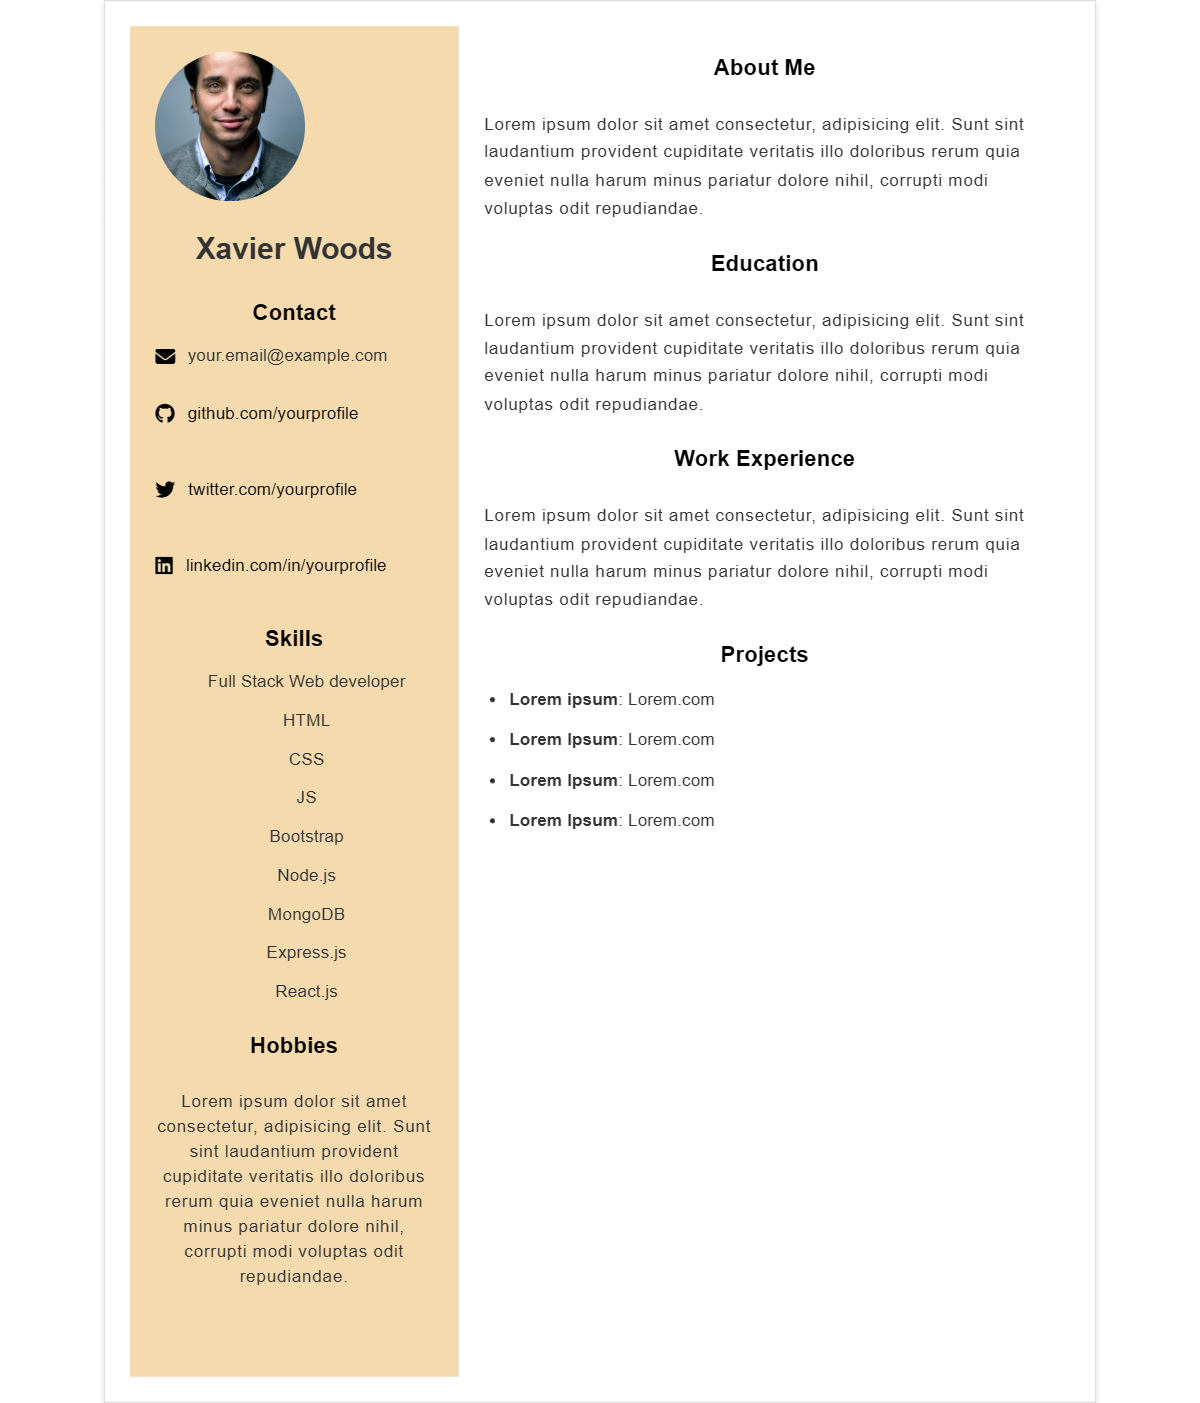 Xavier Woods
Contact
your.email@example.com
github.com/yourprofile
twitter.com/yourprofile
linkedin.com/in/yourprofile
Skills
Full Stack Web developer
HTML
CSS
JS
Bootstrap
Node.js
MongoDB
Express.js
React.js
Hobbies
Lorem ipsum dolor sit amet
consectetur, adipisicing elit. Sunt
sint laudantium provident
cupiditate veritatis illo doloribus
rerum quia eveniet nulla harum
minus pariatur dolore nihil,
corrupti modi voluptas odit
repudiandae.
About Me
Lorem ipsum dolor sit amet consectetur, adipisicing elit. Sunt sint
laudantium provident cupiditate veritatis illo doloribus rerum quia
eveniet nulla harum minus pariatur dolore nihil, corrupti modi
voluptas odit repudiandae.
Education
Lorem ipsum dolor sit amet consectetur, adipisicing elit. Sunt sint
laudantium provident cupiditate veritatis illo doloribus rerum quia
eveniet nulla harum minus pariatur dolore nihil, corrupti modi
voluptas odit repudiandae.
Work Experience
Lorem ipsum dolor sit amet consectetur, adipisicing elit. Sunt sint
laudantium provident cupiditate veritatis illo doloribus rerum quia
eveniet nulla harum minus pariatur dolore nihil, corrupti modi
voluptas odit repudiandae.
Projects
• Lorem ipsum: Lorem.com
• Lorem Ipsum: Lorem.com
• Lorem Ipsum: Lorem.com
• Lorem Ipsum: Lorem.com